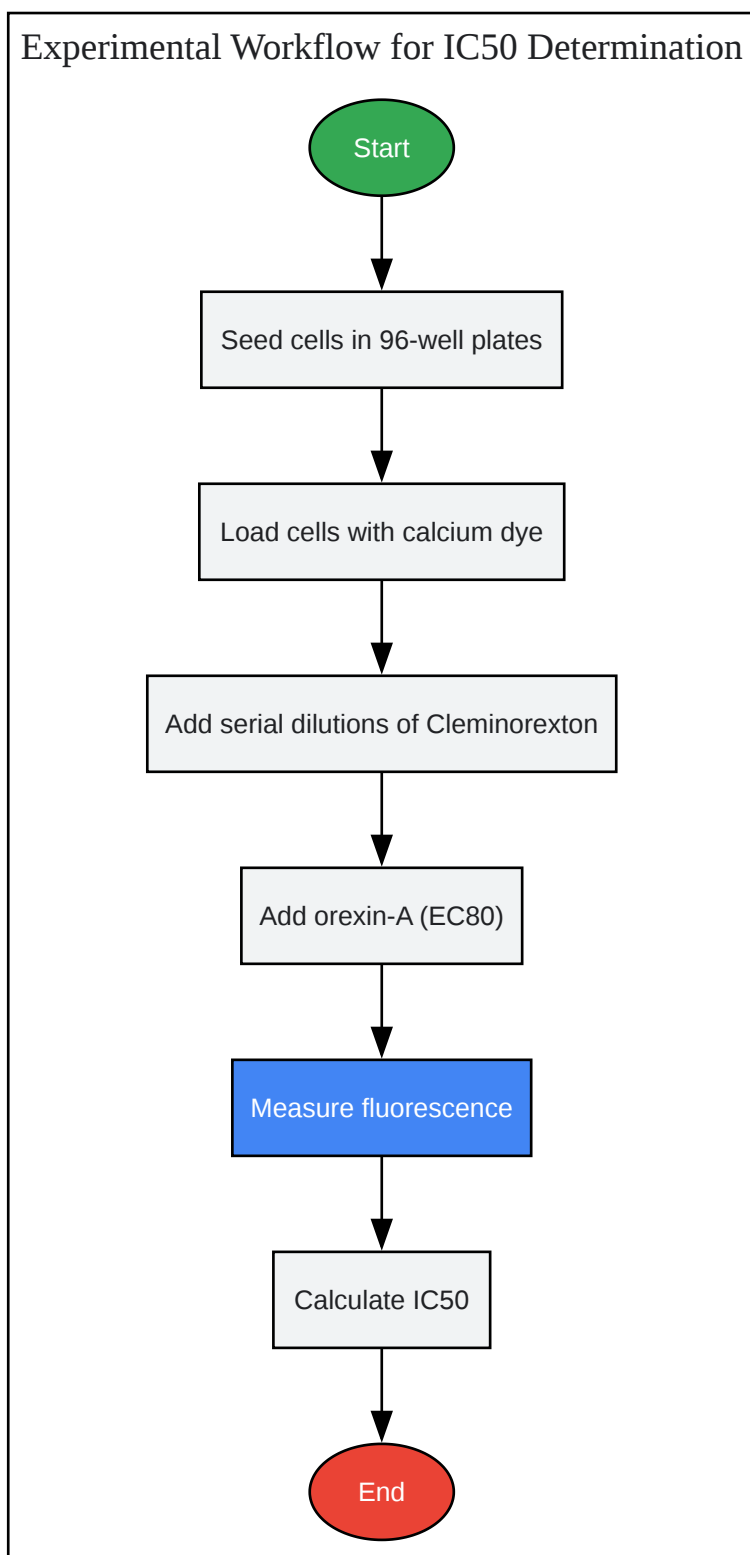 Experimental Workflow for IC50 Determination
Start
Seed cells in 96-well plates
Load cells with calcium dye
Add serial dilutions of Cleminorexton
Add orexin-A (EC80)
Measure fluorescence
Calculate IC50
End